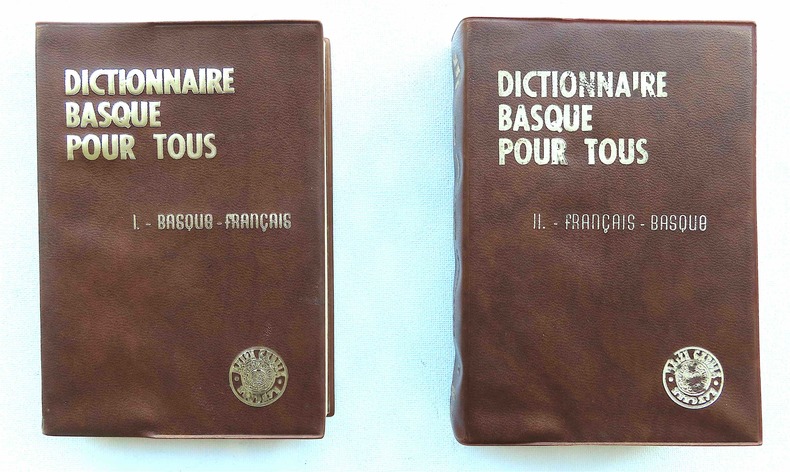 DICTIONNAIRE
BASQUE
POUR TOUS
I. - BASQUE - FRANÇAIS
DICTIONNAIRE
BASQUE
POUR TOUS
II. - FRANÇAIS - BASQUE